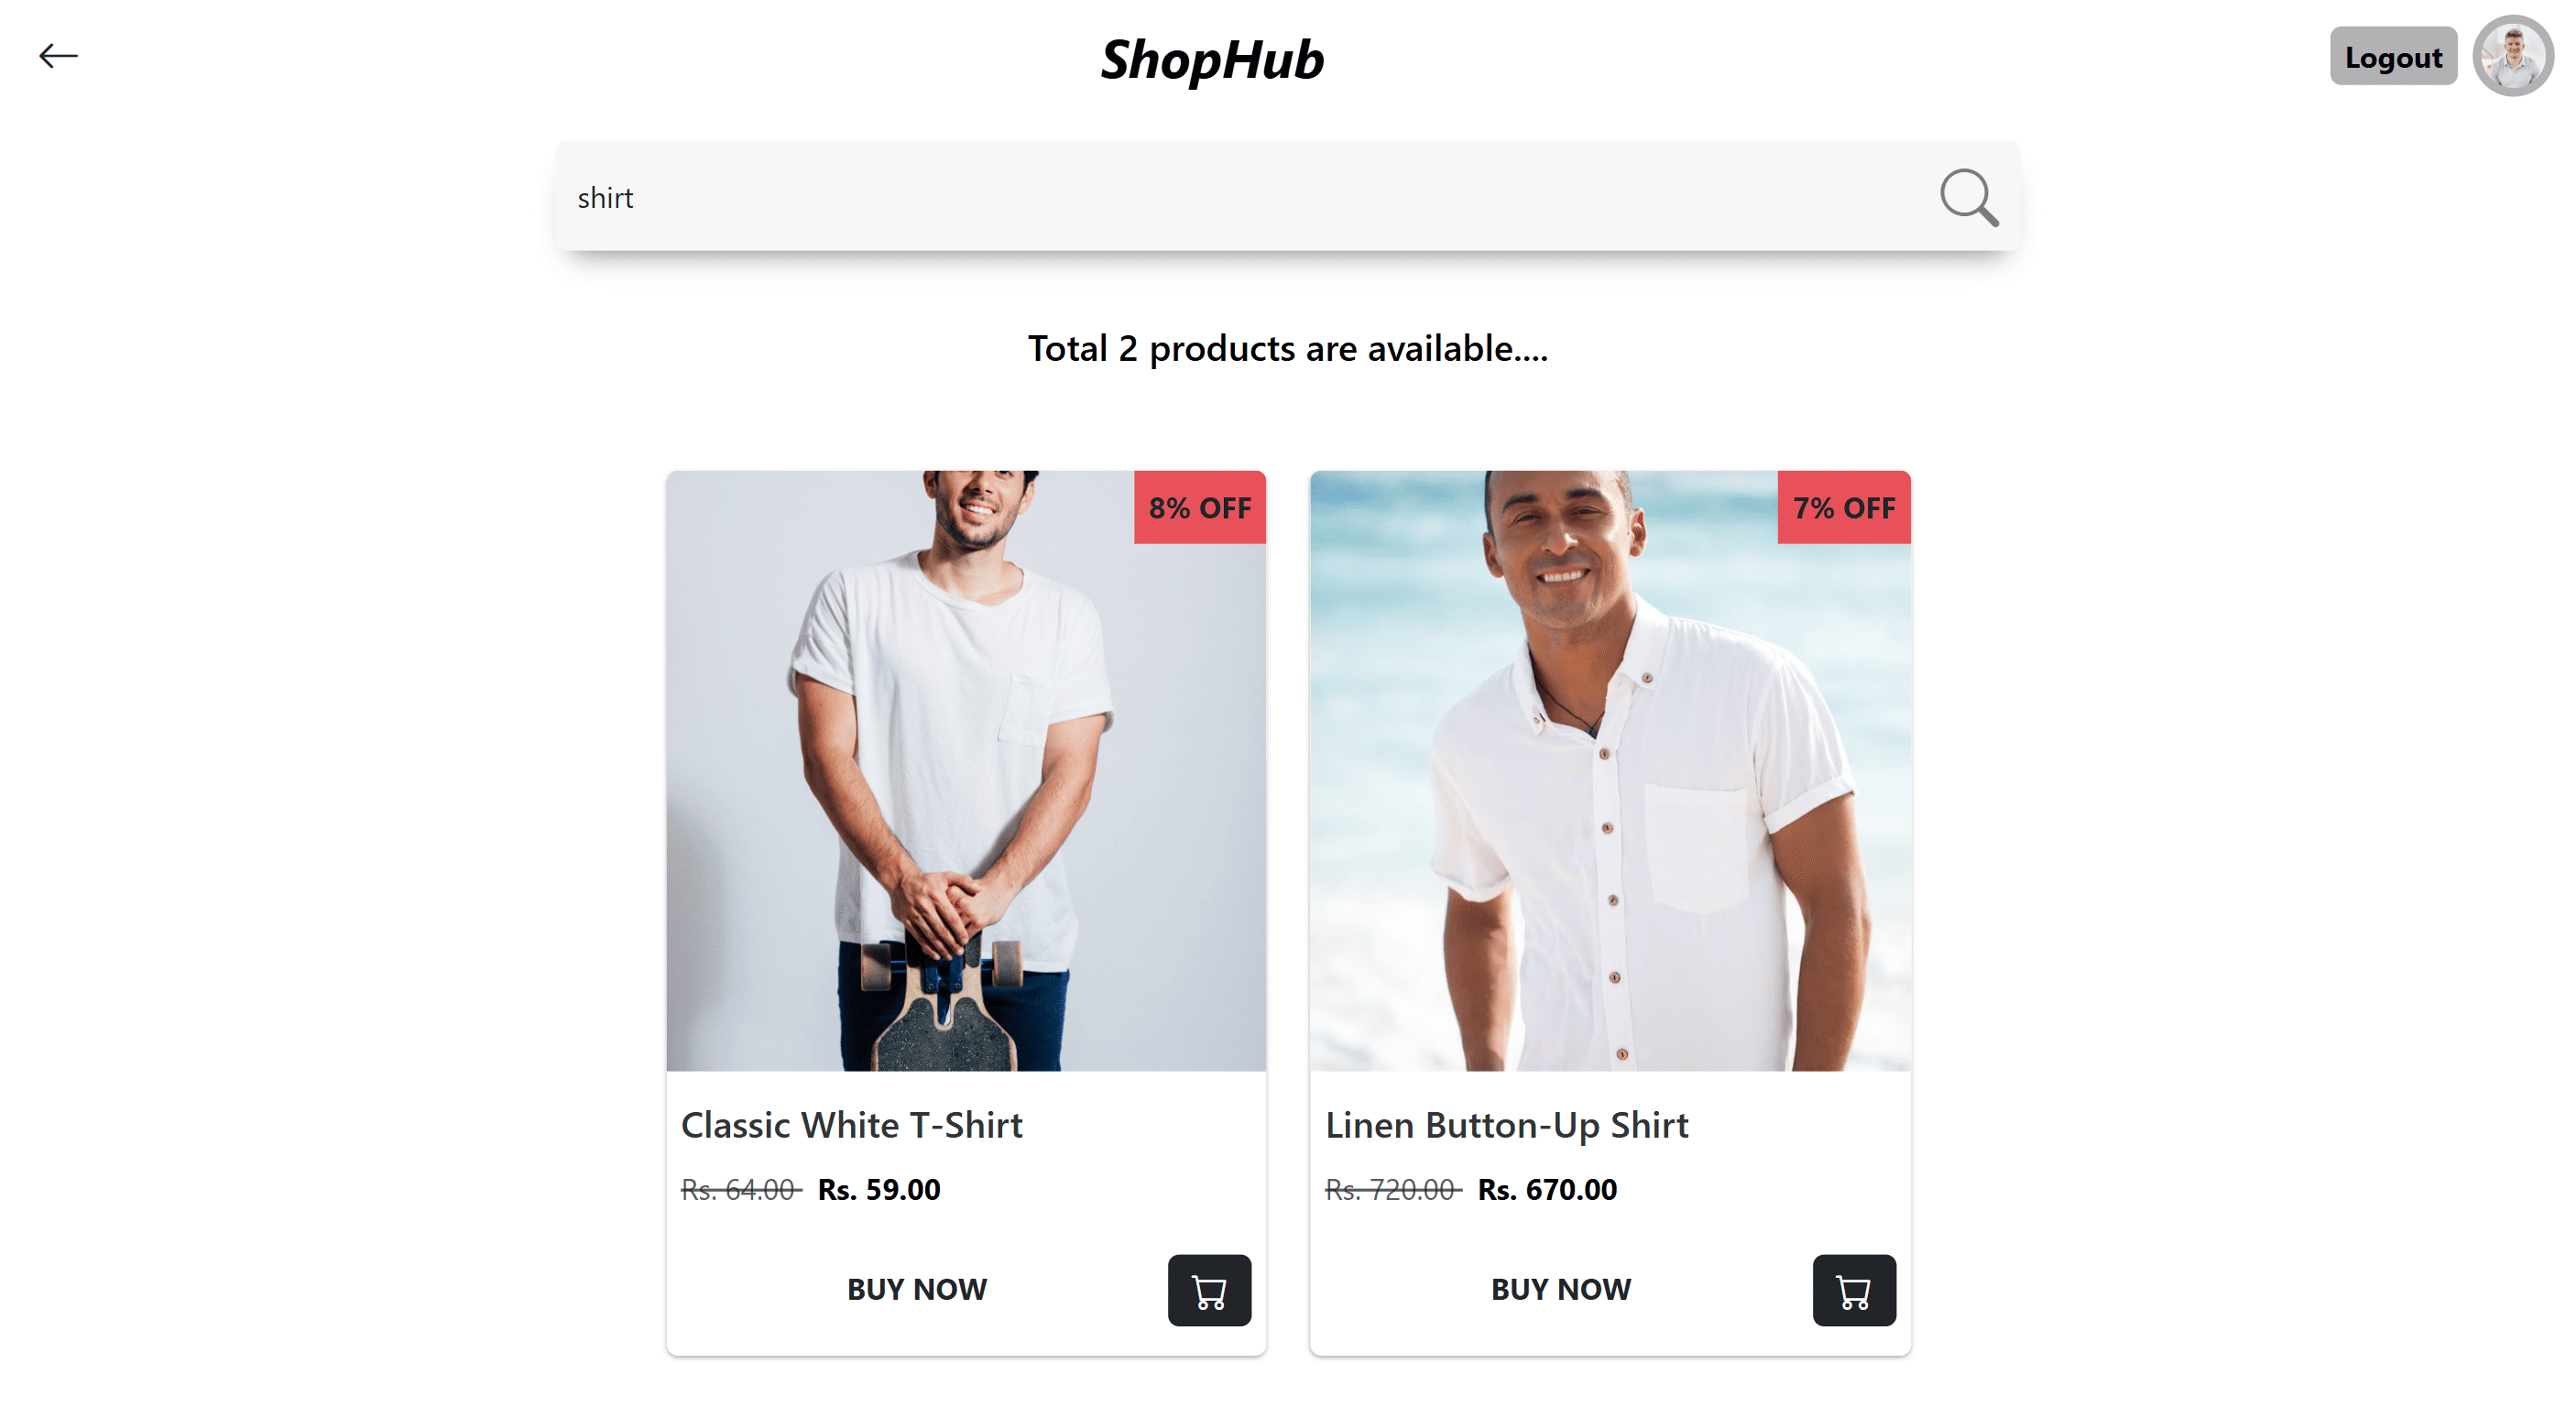 ShopHub
Logout
shirt
Total 2 products are available....
8% OFF
7% OFF
Classic White T-Shirt
Rs. 64.00 Rs. 59.00
BUY NOW
Linen Button-Up Shirt
Rs. 720.00 Rs. 670.00
BUY NOW